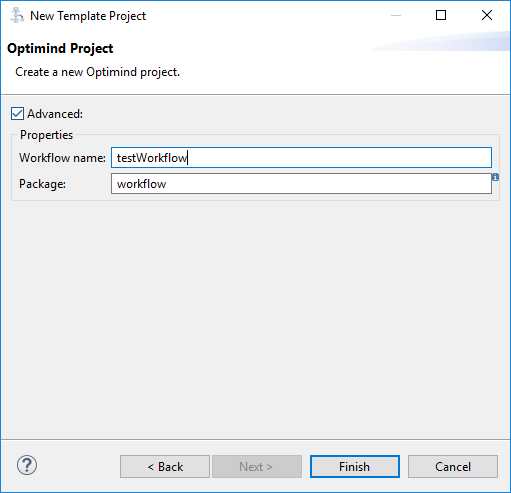 New Template Project
Optimind Project
Create a new Optimind project.
Advanced:
Properties
Workflow name: testWorkflow
Package: workflow
< Back Next > Finish Cancel